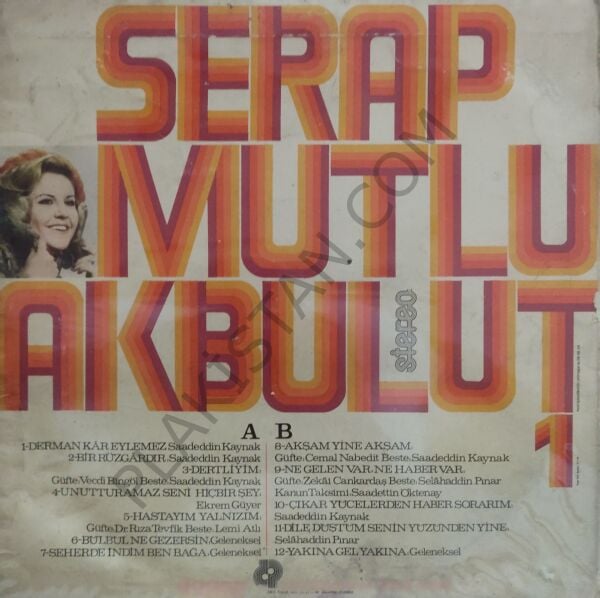 SERAP
MUTLU
AKBULUT
1
stereo
PLAKISTAN.COM
A
1-DERMAN KÂR EYLEMEZ, Saadeddin Kaynak
2-BİR RÜZGÂRDIR, Saadeddin Kaynak
3-DERTLİYİM,
Güfte: Vecdi Bingöl Beste: Saadeddin Kaynak
4-UNUTTURAMAZ SENİ HİÇBİR ŞEY,
Ekrem Güyer
5-HASTAYIM YALNIZIM,
Güfte: Dr. Rıza Tevfik Beste: Lemi Atlı
6-BÜLBÜL NE GEZERSİN, Geleneksel
7-SEHERDE İNDİM BEN BAĞA, Geleneksel
B
8-AKŞAM YİNE AKŞAM,
Güfte: Cemal Nabedit Beste: Saadeddin Kaynak
9-NE GELEN VAR, NE HABER VAR,
Güfte: Zekâi Cankardaş Beste: Selâhaddin Pınar
Kanun Taksimi: Saadettin Öktenay
10-ÇIKAR YÜCELERDEN HABER SORARIM,
Saadeddin Kaynak
11-DİLE DÜŞTÜM SENİN YÜZÜNDEN YİNE,
Selâhaddin Pınar
12-YAKINA GEL YAKINA, Geleneksel